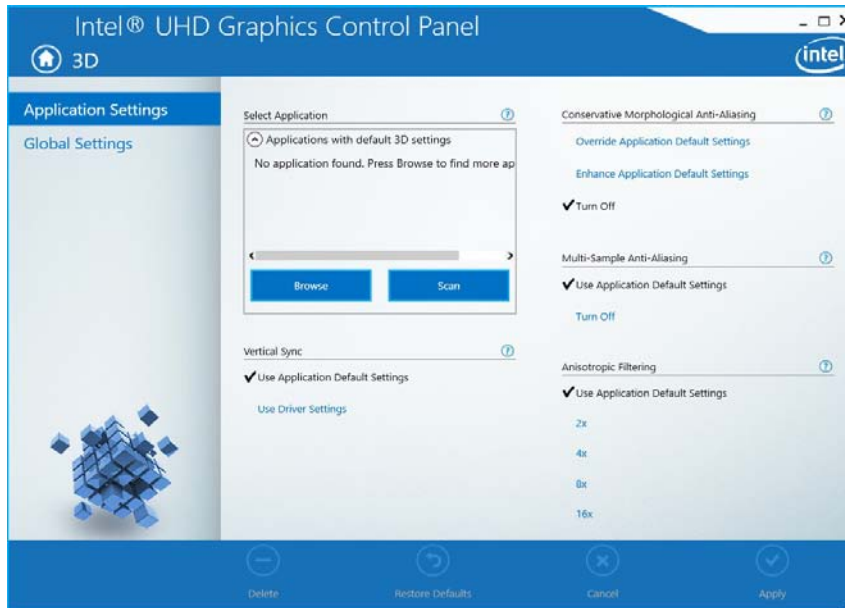 Intel® UHD Graphics Control Panel
3D
intel
Application Settings
Global Settings
Select Application
Applications with default 3D settings
No application found. Press Browse to find more ap
Browse
Scan
Vertical Sync
Use Application Default Settings
Use Driver Settings
Conservative Morphological Anti-Aliasing
Override Application Default Settings
Enhance Application Default Settings
Turn Off
Multi-Sample Anti-Aliasing
Use Application Default Settings
Turn Off
Anisotropic Filtering
Use Application Default Settings
2x
4x
8x
16x
Delete
Restore Defaults
Cancel
Apply